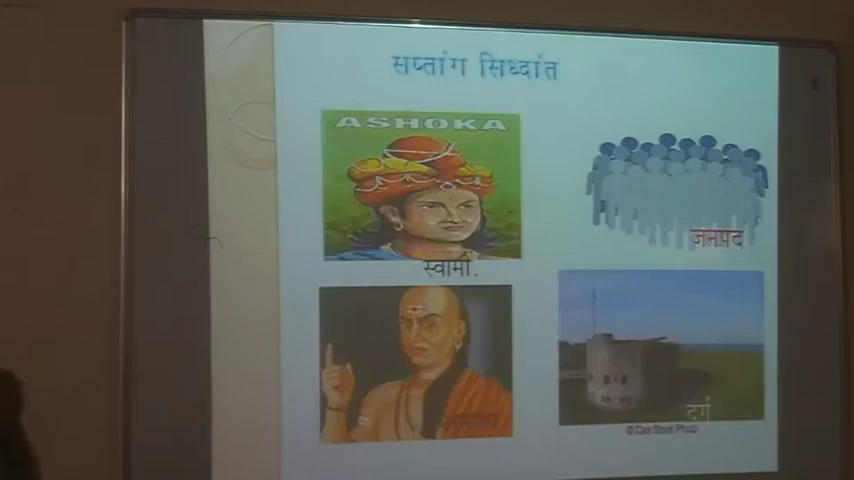 सप्तांग सिध्दांत
ASHOKA
स्वामी.
जनपद
दुर्ग
© Can Stock Photo